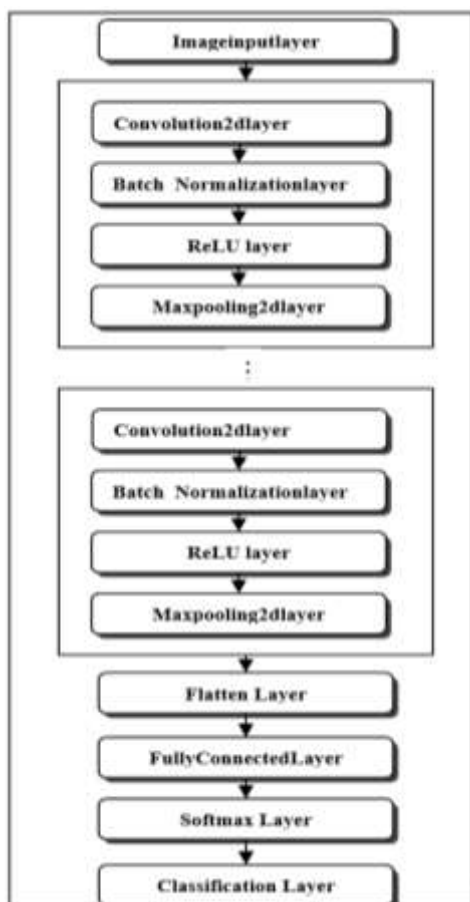 Imageinputlayer
Convolution2dlayer
Batch Normalizationlayer
ReLU layer
Maxpooling2dlayer
⋮
Convolution2dlayer
Batch Normalizationlayer
ReLU layer
Maxpooling2dlayer
Flatten Layer
FullyConnectedLayer
Softmax Layer
Classification Layer